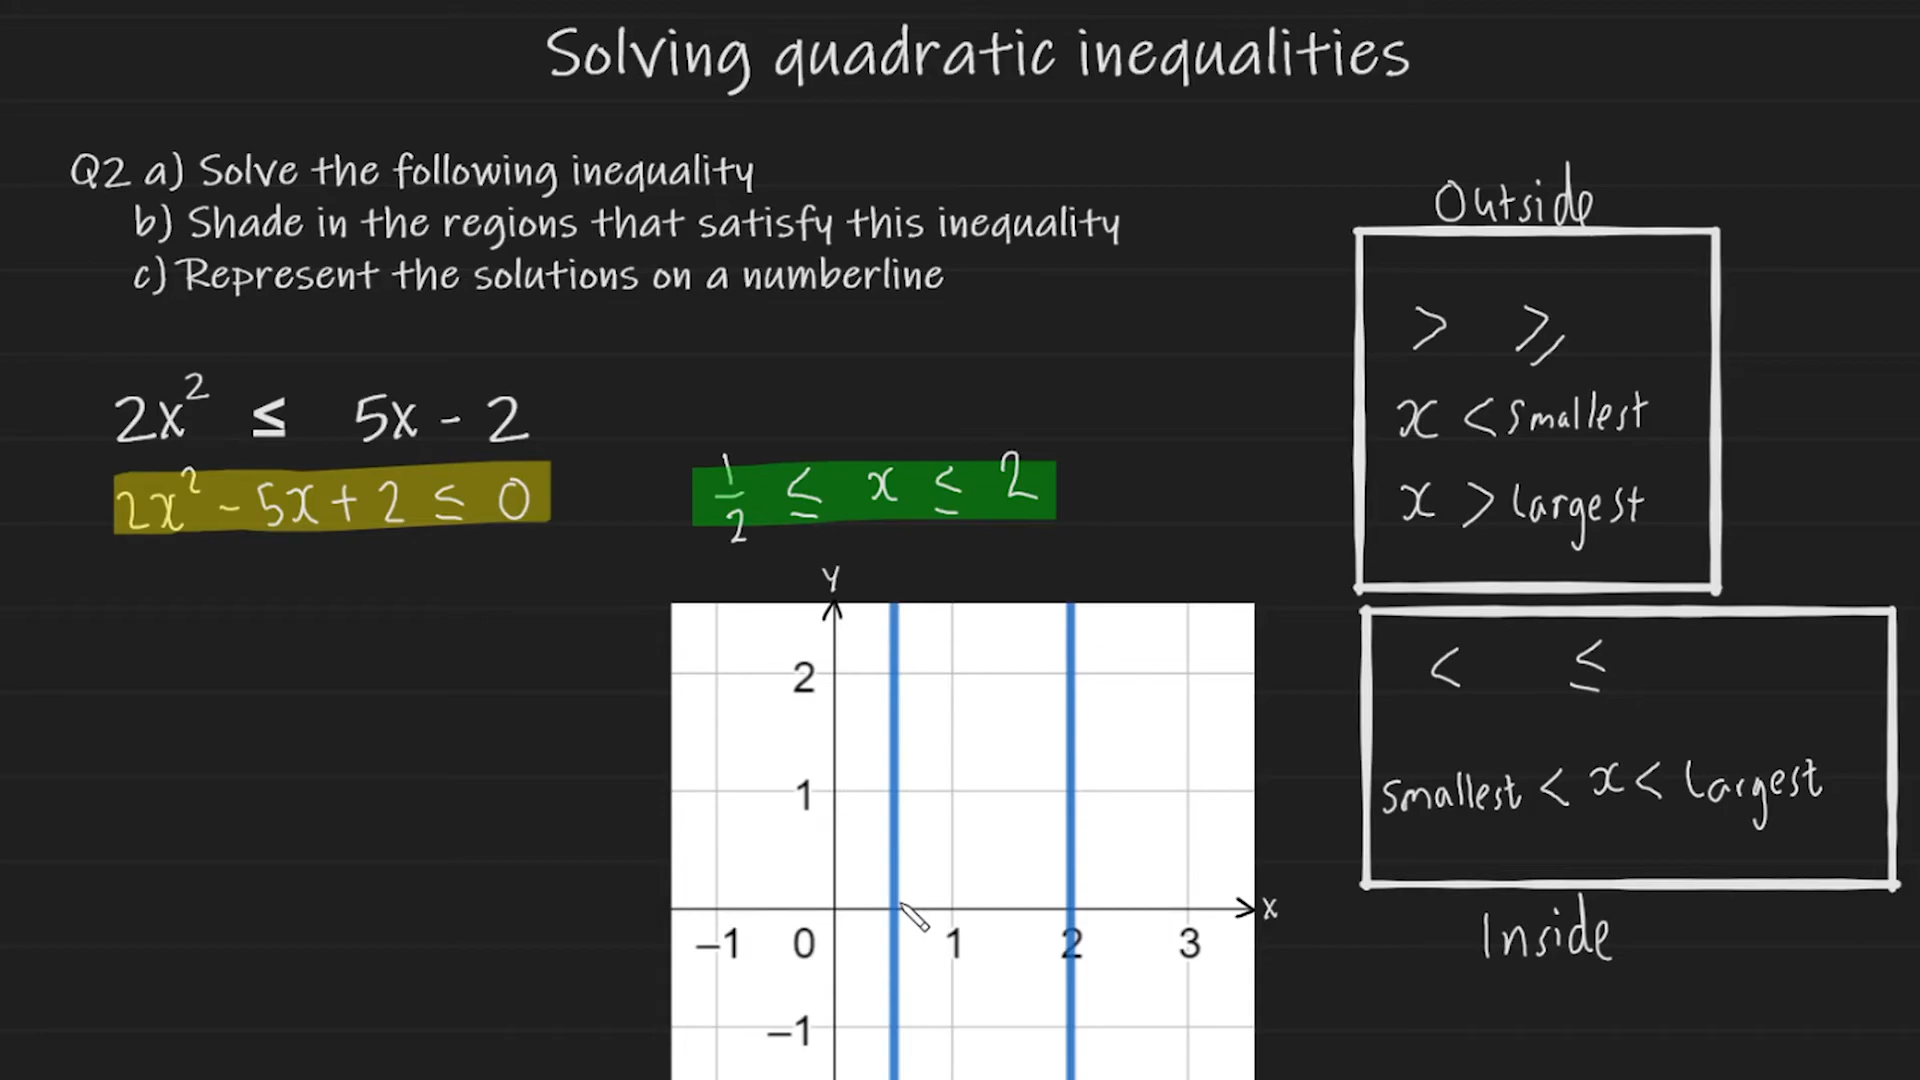 Solving quadratic inequalities
Q2 a) Solve the following inequality
b) Shade in the regions that satisfy this inequality
c) Represent the solutions on a numberline
2x² ≤ 5x - 2
2x² - 5x + 2 ≤ 0
1/2 ≤ x ≤ 2
y
2
1
-1 0 1 2 3 x
-1
Outside
> ≥
x < smallest
x > largest
< ≤
smallest < x < largest
Inside